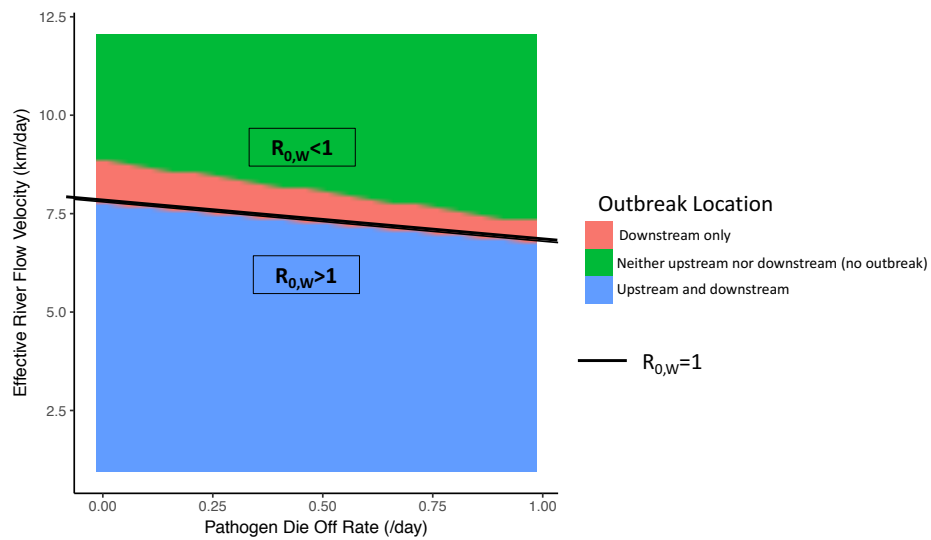 12.5
10.0
7.5
5.0
2.5
Effective River Flow Velocity (km/day)
R0,W<1
R0,W>1
0.00
0.25
0.50
0.75
1.00
Pathogen Die Off Rate (/day)
Outbreak Location
Downstream only
Neither upstream nor downstream (no outbreak)
Upstream and downstream
R0,W=1